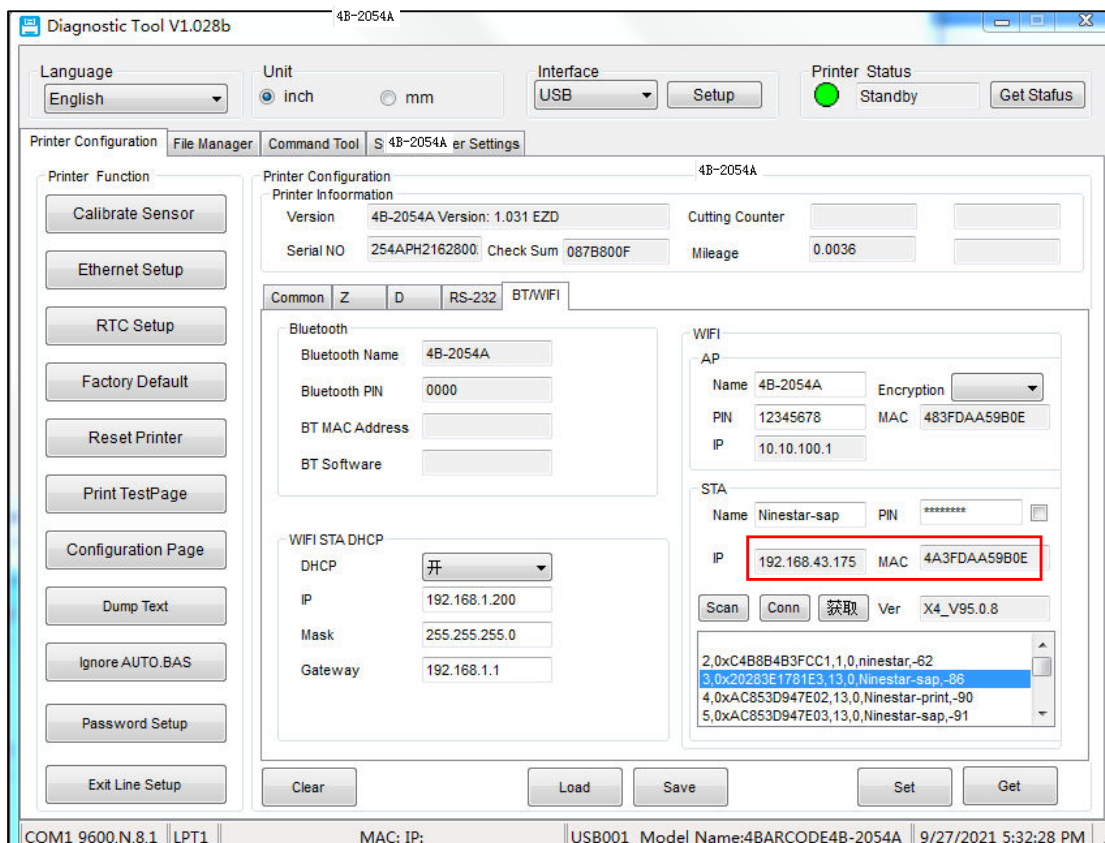 Diagnostic Tool V1.028b
4B-2054A
Language
Unit
Interface
Printer Status
English
inch
mm
USB
Setup
Standby
Get Stafus
Printer Configuration
File Manager
Command Tool
S 4B-2054A er Settings
Printer Function
Calibrate Sensor
Ethernet Setup
RTC Setup
Factory Default
Reset Printer
Print TestPage
Configuration Page
Dump Text
Ignore AUTO.BAS
Password Setup
Exit Line Setup
Printer Configuration
4B-2054A
Printer Infoormation
Version 4B-2054A Version: 1.031 EZD
Cutting Counter
Serial NO 254APH2162800 Check Sum 087B800F
Mileage 0.0036
Common Z D RS-232 BT/WIFI
Bluetooth
Bluetooth Name 4B-2054A
Bluetooth PIN 0000
BT MAC Address
BT Software
WIFI STA DHCP
DHCP 开
IP 192.168.1.200
Mask 255.255.255.0
Gateway 192.168.1.1
WIFI
AP
Name 4B-2054A Encryption
PIN 12345678 MAC 483FDAA59B0E
IP 10.10.100.1
STA
Name Ninestar-sap PIN ********
IP 192.168.43.175 MAC 4A3FDAA59B0E
Scan Conn 获取 Ver X4_V95.0.8
2,0xC4B8B4B3FCC1,1,0,ninestar,-62
3,0x20283E1781E3,13,0,Ninestar-sap,-86
4,0xAC853D947E02,13,0,Ninestar-print,-90
5,0xAC853D947E03,13,0,Ninestar-sap,-91
Clear Load Save Set Get
COM1 9600,N,8,1 LPT1 MAC: IP: USB001 Model Name:4BARCODE4B-2054A 9/27/2021 5:32:28 PM